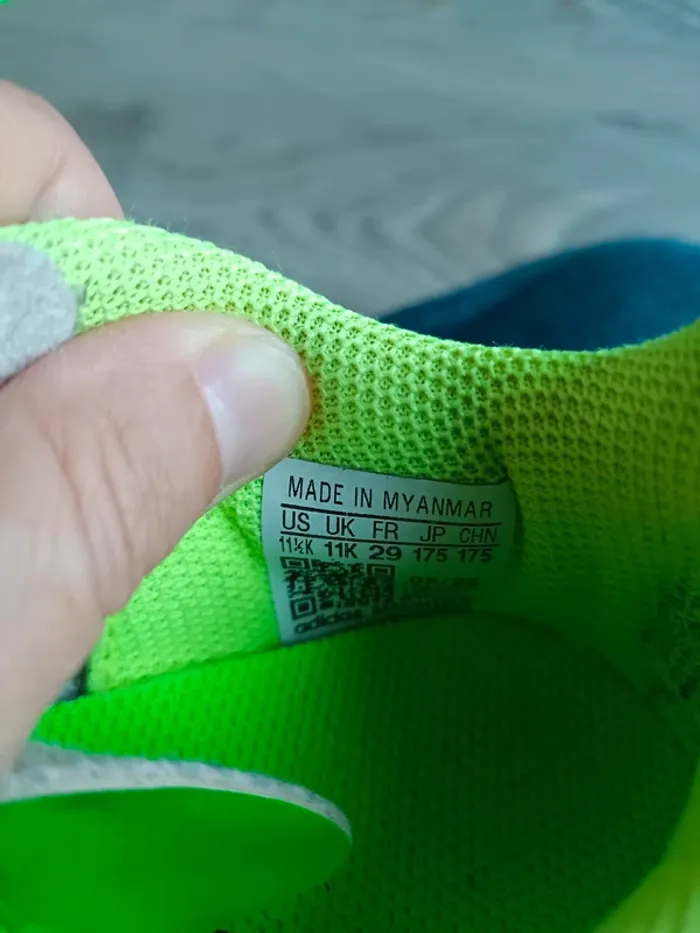 MADE IN MYANMAR
US UK FR JP CHN
11½K 11K 29 175 175
adidas